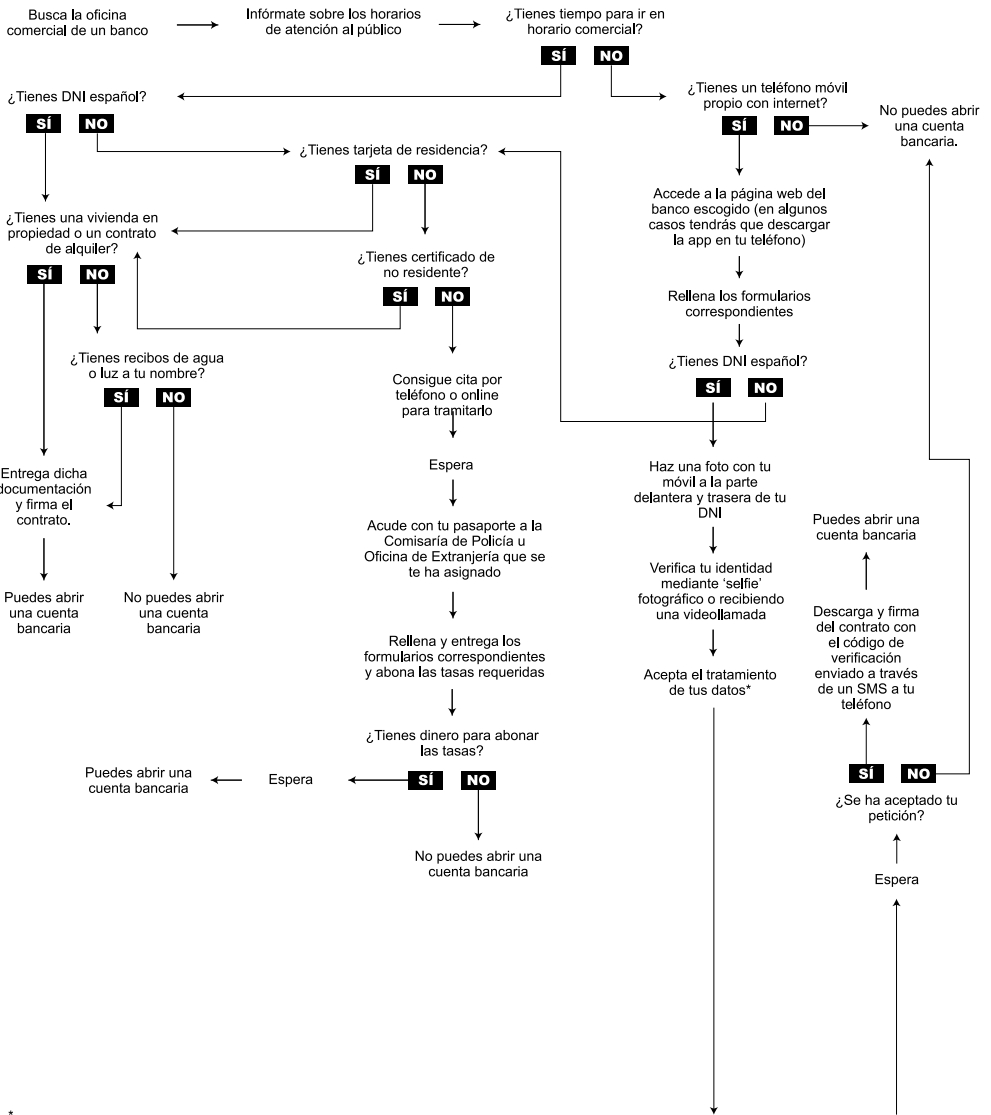 Busca la oficina
comercial de un banco
Infórmate sobre los horarios
de atención al público
¿Tienes tiempo para ir en
horario comercial?
SÍ NO
¿Tienes DNI español?
SÍ NO
¿Tienes un teléfono móvil
propio con internet?
SÍ NO
No puedes abrir
una cuenta
bancaria.
¿Tienes tarjeta de residencia?
SÍ NO
¿Tienes una vivienda en
propiedad o un contrato
de alquiler?
SÍ NO
Accede a la página web del
banco escogido (en algunos
casos tendrás que descargar
la app en tu teléfono)
¿Tienes certificado de
no residente?
SÍ NO
Rellena los formularios
correspondientes
¿Tienes recibos de agua
o luz a tu nombre?
SÍ NO
¿Tienes DNI español?
SÍ NO
Consigue cita por
teléfono o online
para tramitarlo
Espera
Entrega dicha
documentación
y firma el
contrato.
Haz una foto con tu
móvil a la parte
delantera y trasera de tu
DNI
Acude con tu pasaporte a la
Comisaría de Policía u
Oficina de Extranjería que se
te ha asignado
Puedes abrir una
cuenta bancaria
Puedes abrir
una cuenta
bancaria
No puedes abrir
una cuenta
bancaria
Verifica tu identidad
mediante ‘selfie’
fotográfico o recibiendo
una videollamada
Descarga y firma
del contrato con
el código de
verificación
enviado a través
de un SMS a tu
teléfono
Rellena y entrega los
formularios correspondientes
y abona las tasas requeridas
Acepta el tratamiento
de tus datos*
¿Tienes dinero para abonar
las tasas?
SÍ NO
Espera
Puedes abrir una
cuenta bancaria
No puedes abrir una
cuenta bancaria
SÍ NO
¿Se ha aceptado tu
petición?
Espera
*